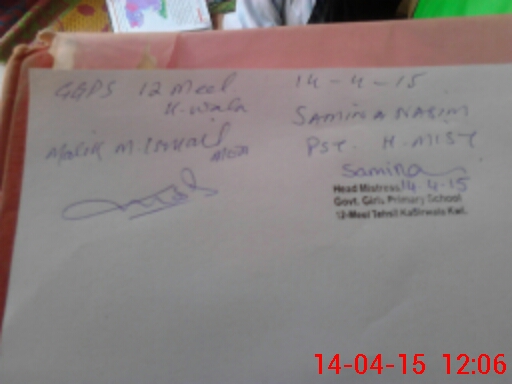 GGPS 12 Meel
K. wala
Malik M. Ismail
14-4-15
SAMINA NASIM
PST. H. MIST
Samina
14.4.15
Head Mistress
Govt. Girls Primary School
12-Meel Tehsil KaBirwala Kwl.
14-04-15 12:06